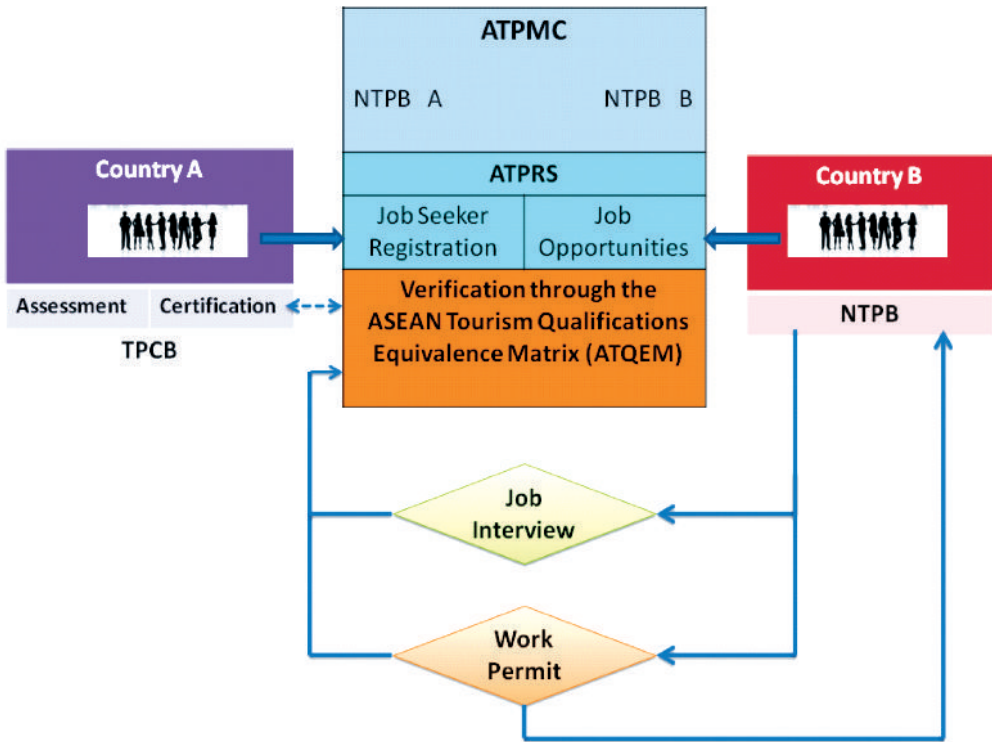 ATPMC
NTPB A
NTPB B
Country A
ATPRS
Job Seeker
Registration
Job
Opportunities
Country B
Assessment
Certification
TPCB
Verification through the
ASEAN Tourism Qualifications
Equivalence Matrix (ATQEM)
NTPB
Job
Interview
Work
Permit